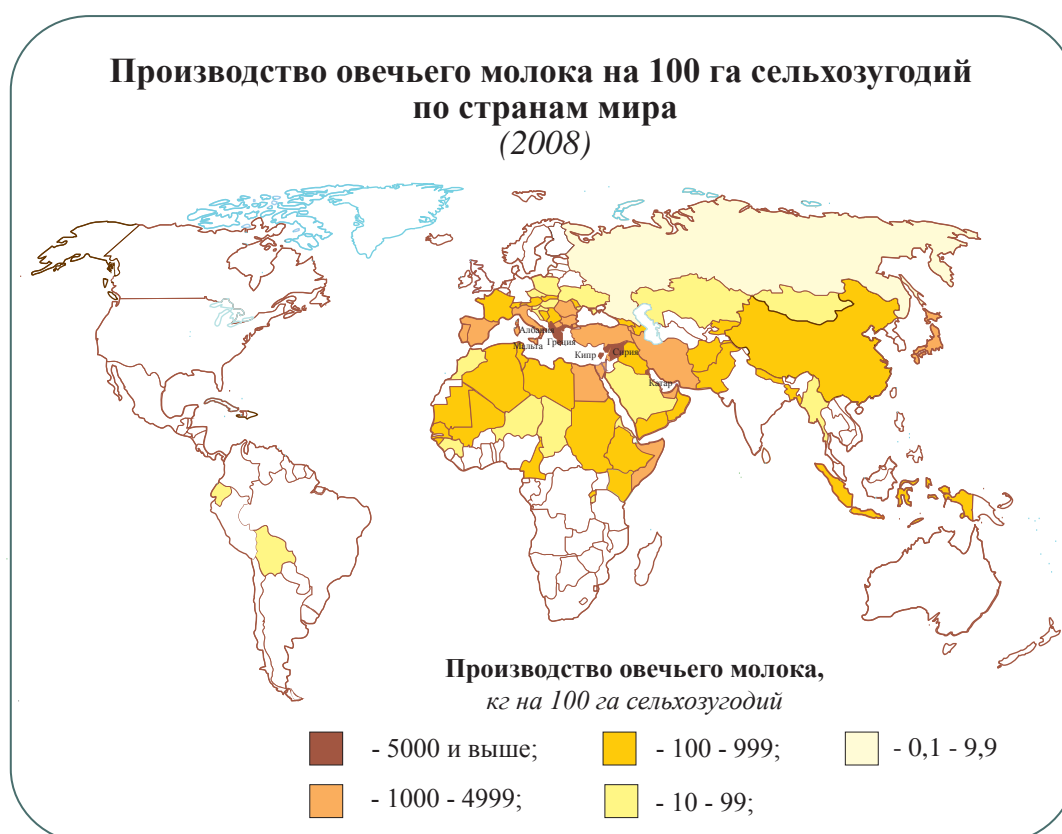 Производство овечьего молока на 100 га сельхозугодий
по странам мира
(2008)
Албания
Мальта
Греция
Кипр
Сирия
Катар
Производство овечьего молока,
кг на 100 га сельхозугодий
- 5000 и выше;
- 100 - 999;
- 0,1 - 9,9
- 1000 - 4999;
- 10 - 99;